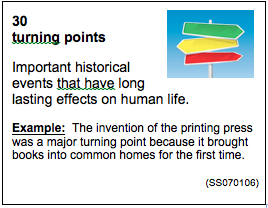 30
turning points
Important historical
events that have long
lasting effects on human life.
Example: The invention of the printing press
was a major turning point because it brought
books into common homes for the first time.
(SS070106)